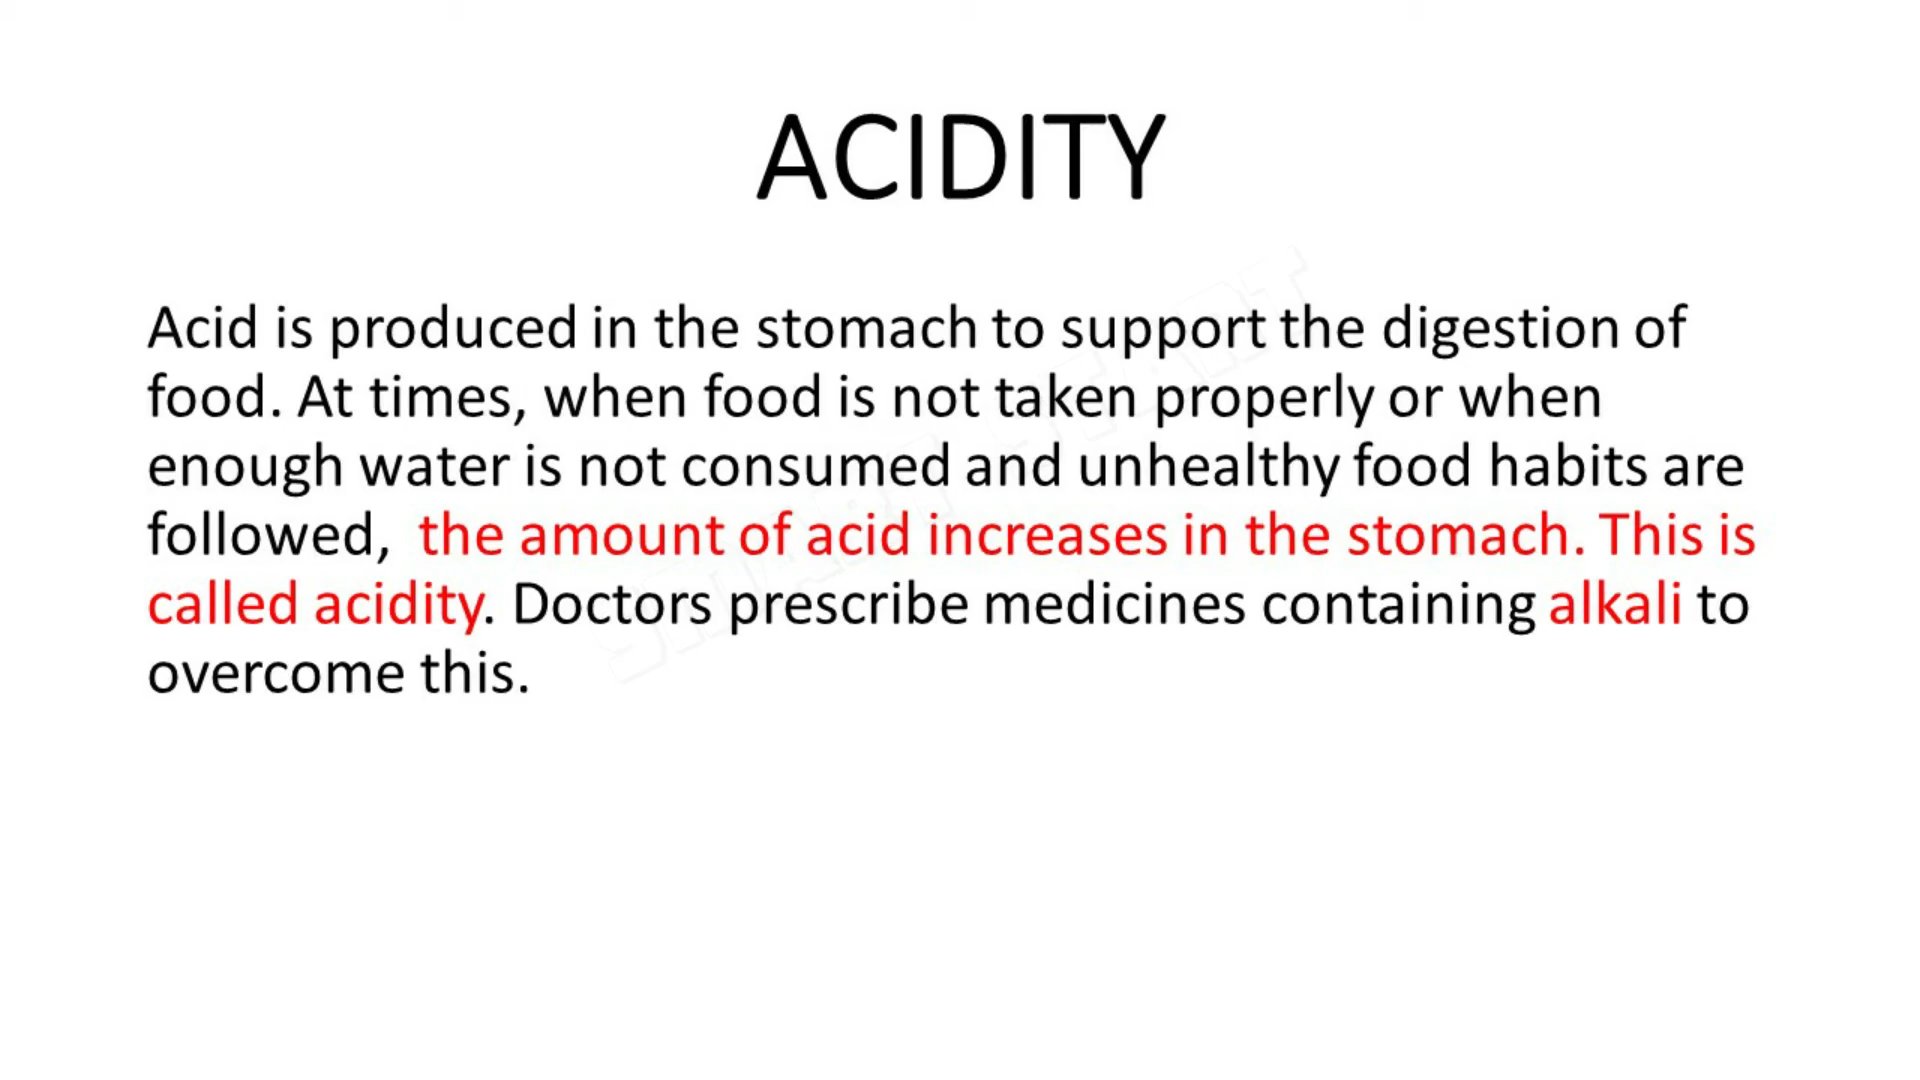 ACIDITY
Acid is produced in the stomach to support the digestion of
food. At times, when food is not taken properly or when
enough water is not consumed and unhealthy food habits are
followed,  the amount of acid increases in the stomach. This is
called acidity. Doctors prescribe medicines containing alkali to
overcome this.
SMART START